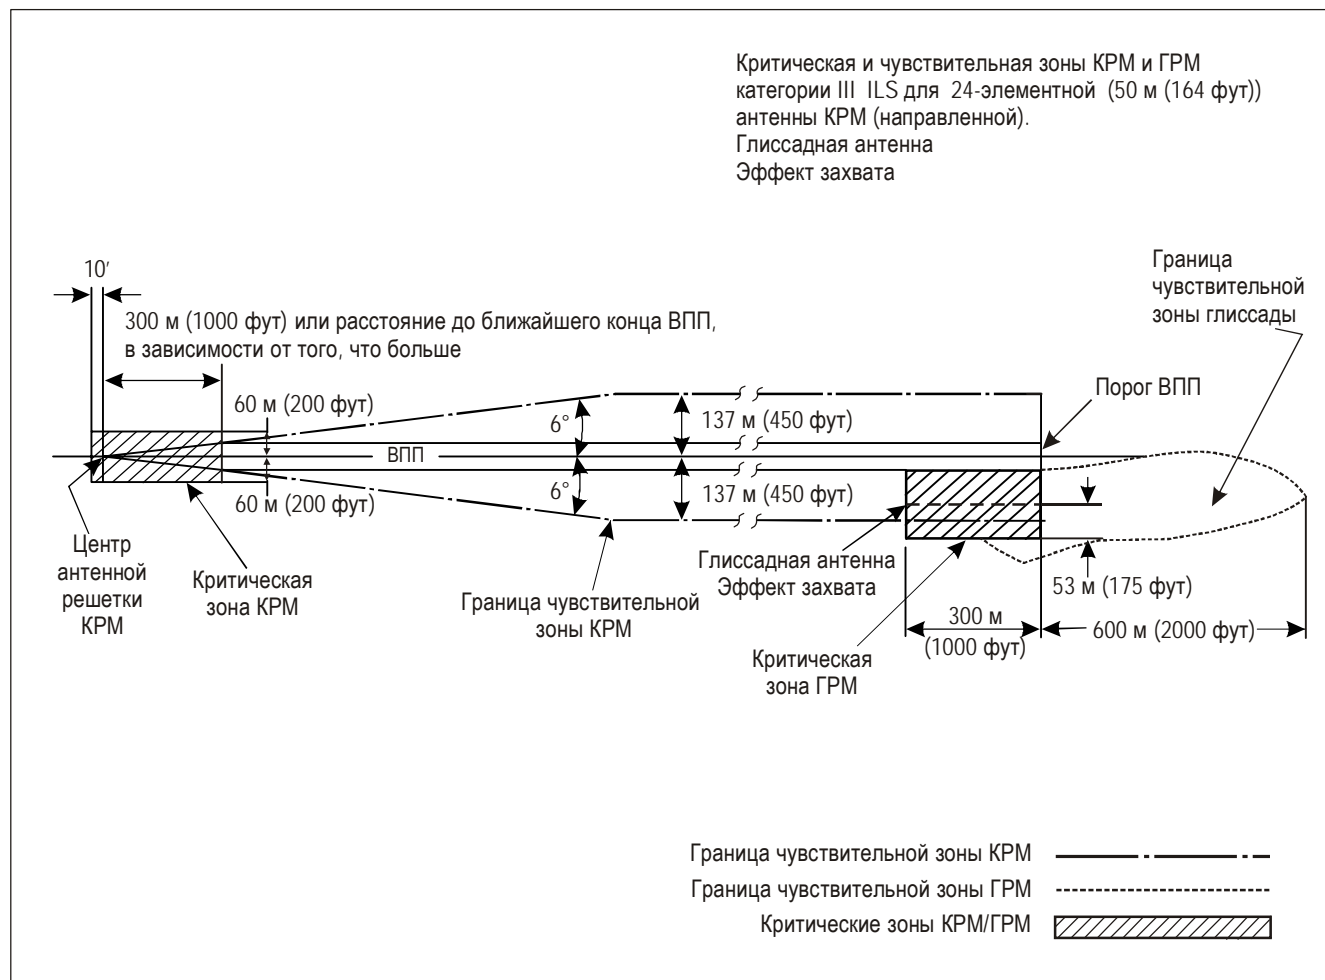 Критическая и чувствительная зоны КРМ и ГРМ
категории III ILS для 24-элементной (50 м (164 фут))
антенны КРМ (направленной).
Глиссадная антенна
Эффект захвата
Граница
чувствительной
зоны глиссады
10'
300 м (1000 фут) или расстояние до ближайшего конца ВПП,
в зависимости от того, что больше
Порог ВПП
60 м (200 фут)
6°
137 м (450 фут)
ВПП
60 м (200 фут)
6°
137 м (450 фут)
Центр
антенной
решетки
КРМ
Критическая
зона КРМ
Граница чувствительной
зоны КРМ
Глиссадная антенна
Эффект захвата
53 м (175 фут)
300 м
(1000 фут)
600 м (2000 фут)
Критическая
зона ГРМ
Граница чувствительной зоны КРМ
Граница чувствительной зоны ГРМ
Критические зоны КРМ/ГРМ